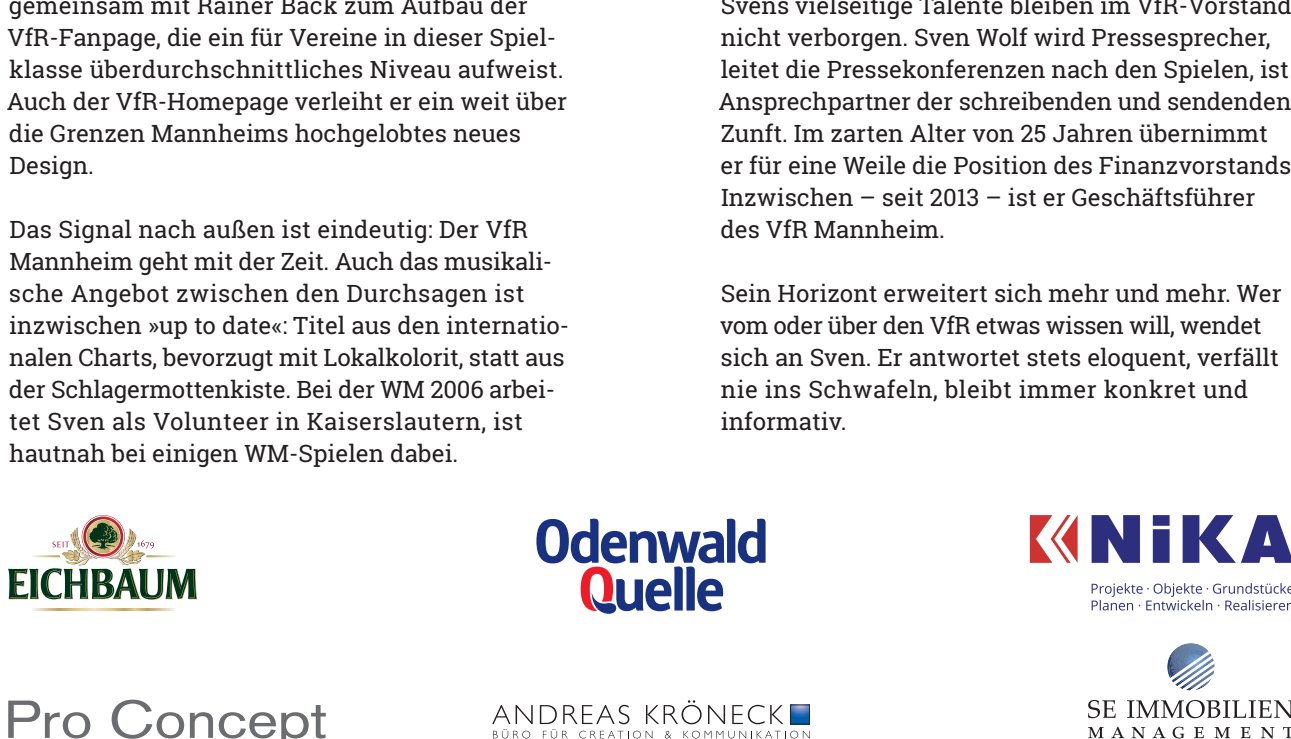 gemeinsam mit Rainer Back zum Aufbau der
VfR-Fanpage, die ein für Vereine in dieser Spiel-
klasse überdurchschnittliches Niveau aufweist.
Auch der VfR-Homepage verleiht er ein weit über
die Grenzen Mannheims hochgelobtes neues
Design.

Das Signal nach außen ist eindeutig: Der VfR
Mannheim geht mit der Zeit. Auch das musikali-
sche Angebot zwischen den Durchsagen ist
inzwischen »up to date«: Titel aus den internatio-
nalen Charts, bevorzugt mit Lokalkolorit, statt aus
der Schlagermottenkiste. Bei der WM 2006 arbei-
tet Sven als Volunteer in Kaiserslautern, ist
hautnah bei einigen WM-Spielen dabei.

Svens vielseitige Talente bleiben im VfR-Vorstand
nicht verborgen. Sven Wolf wird Pressesprecher,
leitet die Pressekonferenzen nach den Spielen, ist
Ansprechpartner der schreibenden und sendenden
Zunft. Im zarten Alter von 25 Jahren übernimmt
er für eine Weile die Position des Finanzvorstands
Inzwischen – seit 2013 – ist er Geschäftsführer
des VfR Mannheim.

Sein Horizont erweitert sich mehr und mehr. Wer
vom oder über den VfR etwas wissen will, wendet
sich an Sven. Er antwortet stets eloquent, verfällt
nie ins Schwafeln, bleibt immer konkret und
informativ.

SEIT 1679
EICHBAUM
Odenwald
Quelle
NiKA
Projekte · Objekte · Grundstücke
Planen · Entwickeln · Realisieren
Pro Concept
ANDREAS KRÖNECK
BÜRO FÜR CREATION & KOMMUNIKATION
SE IMMOBILIEN
MANAGEMENT